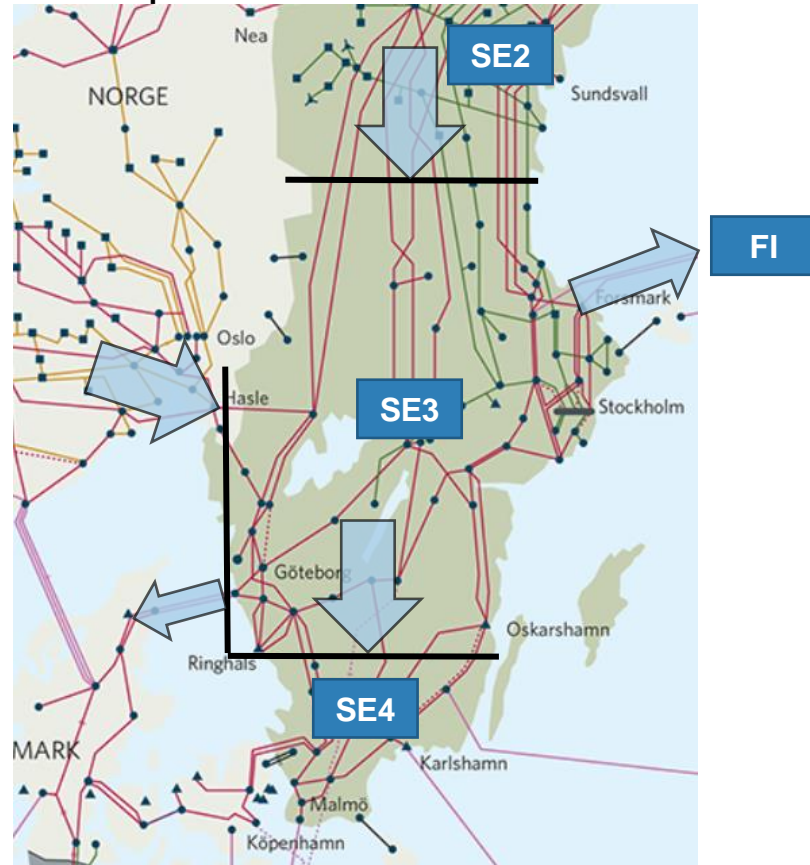 Nea
SE2
NORGE
Sundsvall
FI
Forsmark
Oslo
Hasle
SE3
Stockholm
Göteborg
Oskarshamn
Ringhals
SE4
MARK
Karlshamn
Malmö
Köpenhamn